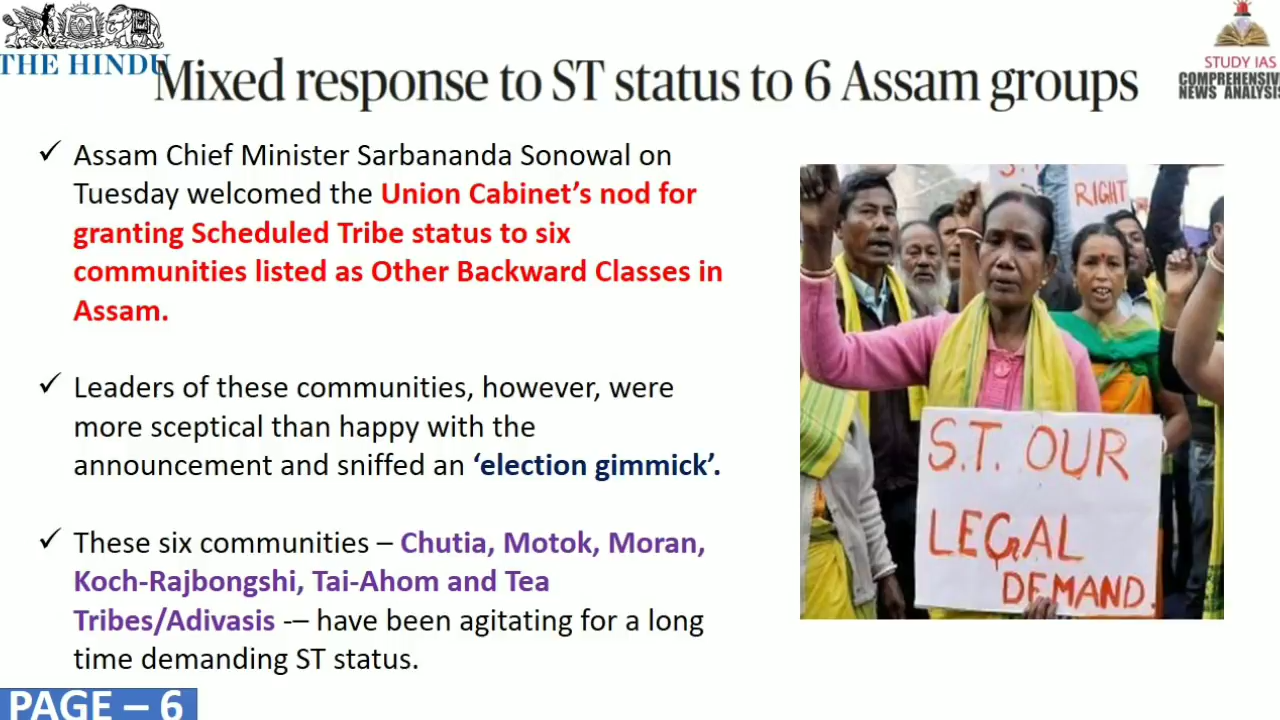 THE HINDU
Mixed response to ST status to 6 Assam groups
STUDY IAS
COMPREHENSIVE
NEWS ANALYSIS
✓ Assam Chief Minister Sarbananda Sonowal on
Tuesday welcomed the Union Cabinet’s nod for
granting Scheduled Tribe status to six
communities listed as Other Backward Classes in
Assam.
✓ Leaders of these communities, however, were
more sceptical than happy with the
announcement and sniffed an ‘election gimmick’.
✓ These six communities – Chutia, Motok, Moran,
Koch-Rajbongshi, Tai-Ahom and Tea
Tribes/Adivasis -– have been agitating for a long
time demanding ST status.
RIGHT
S.T. OUR
LEGAL
DEMAND.
PAGE – 6